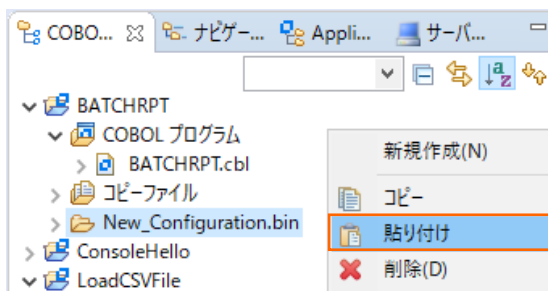 COBO... ナビゲー... Appli... サーバ...
BATCHRPT
COBOL プログラム
BATCHRPT.cbl
コピーファイル
New_Configuration.bin
ConsoleHello
LoadCSVFile
新規作成(N)
コピー
貼り付け
削除(D)